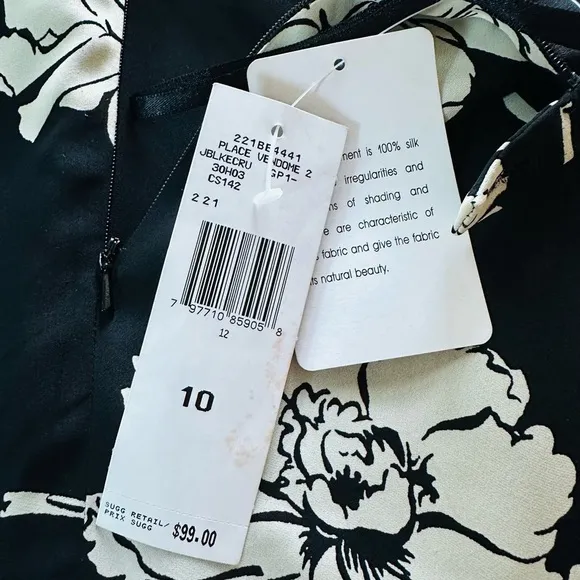 221BE4441
PLACE VENDOME 2
JBLKECRU GP1-
30H03
CS142
221
7 97710 85905 8
12
10
SUGG RETAIL/
PRIX SUGG $99.00
is 100% silk
irregularities and
of shading and
are characteristic of
fabric and give the fabric
natural beauty.